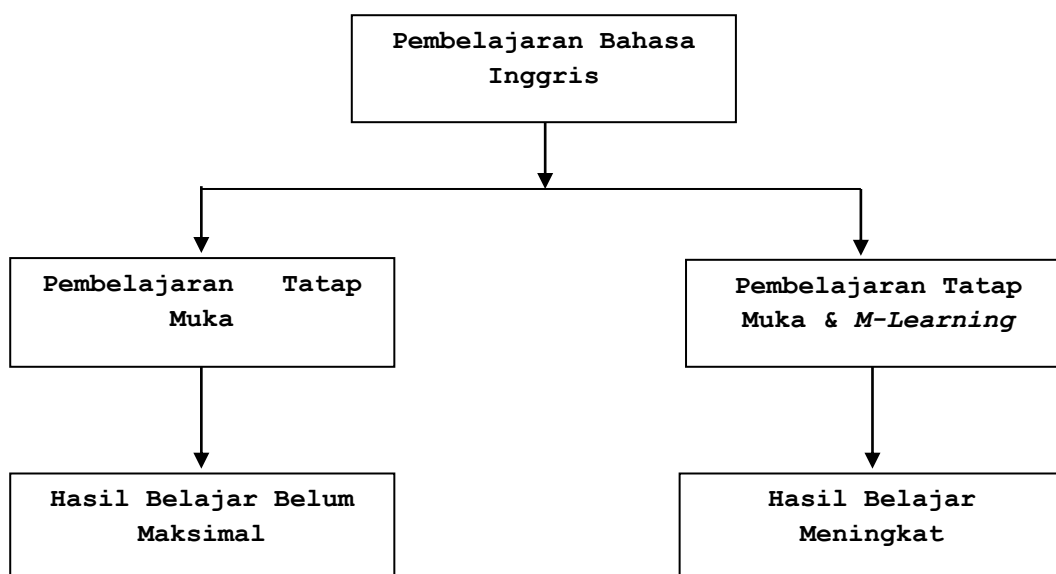 Pembelajaran Bahasa
Inggris
Pembelajaran Tatap
Muka
Pembelajaran Tatap
Muka & M-Learning
Hasil Belajar Belum
Maksimal
Hasil Belajar
Meningkat